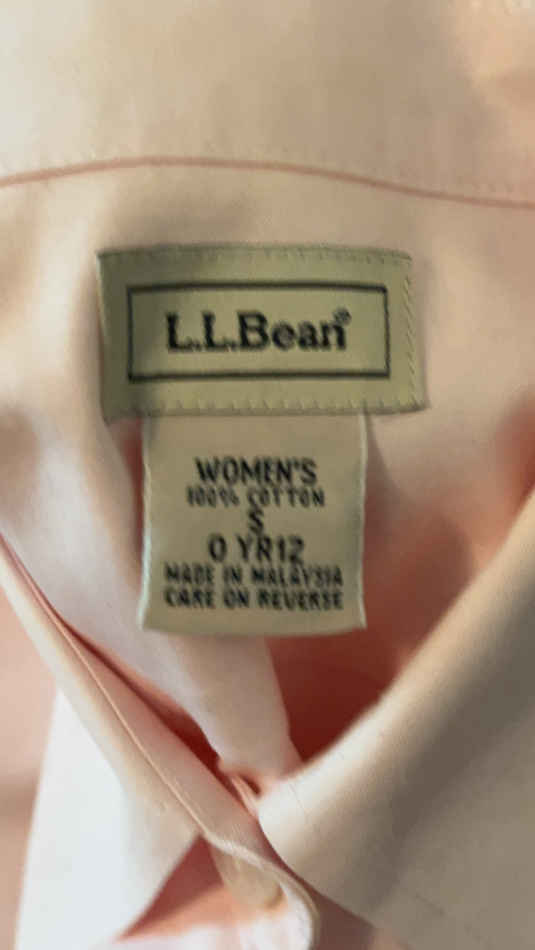 L.L.Bean®
WOMEN'S
100% COTTON
S
0 YR12
MADE IN MALAYSIA
CARE ON REVERSE